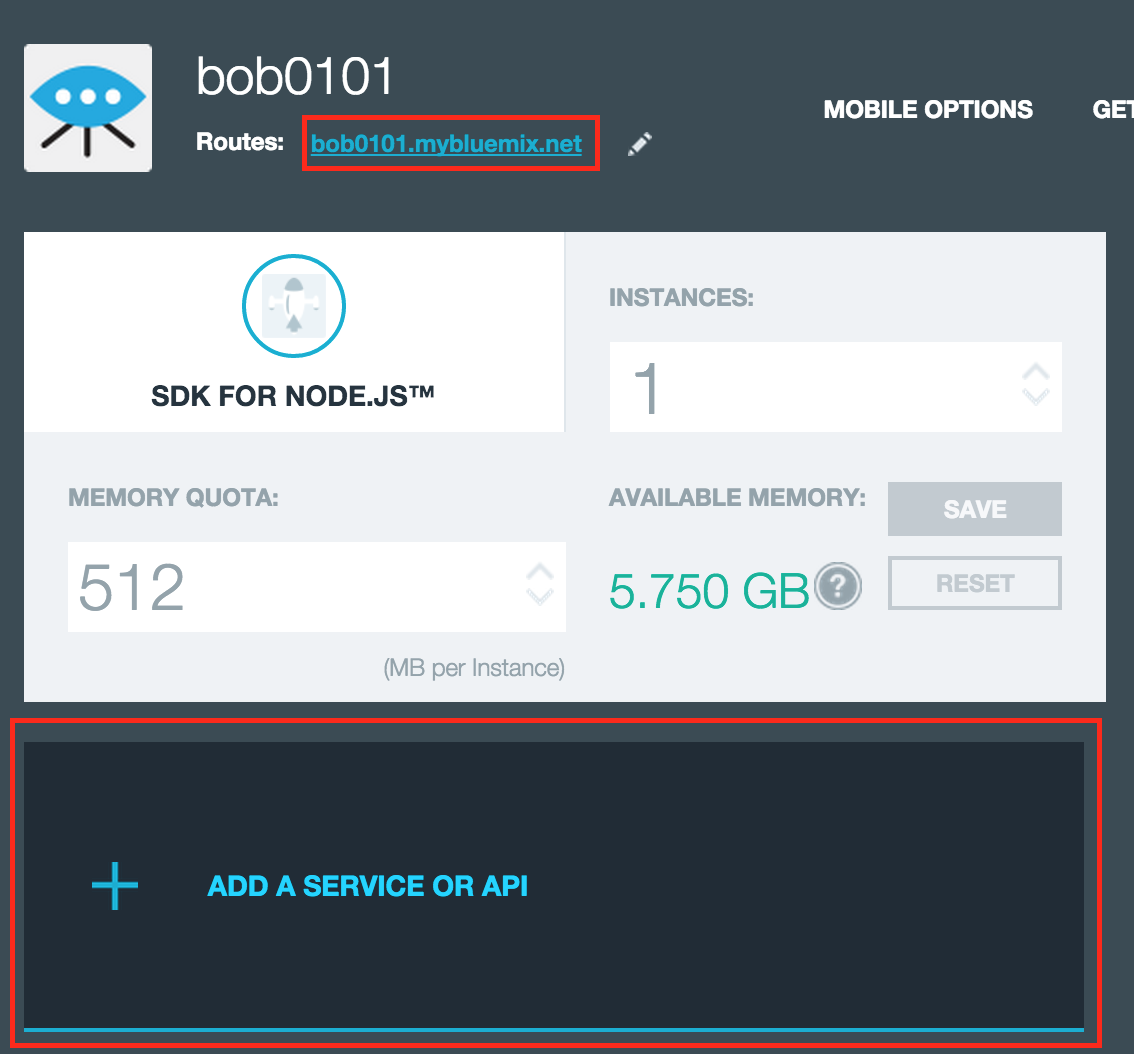 bob0101
MOBILE OPTIONS
GET
Routes: bob0101.mybluemix.net
SDK FOR NODE.JS™
INSTANCES:
1
MEMORY QUOTA:
512
(MB per Instance)
AVAILABLE MEMORY:
5.750 GB ?
SAVE
RESET
ADD A SERVICE OR API